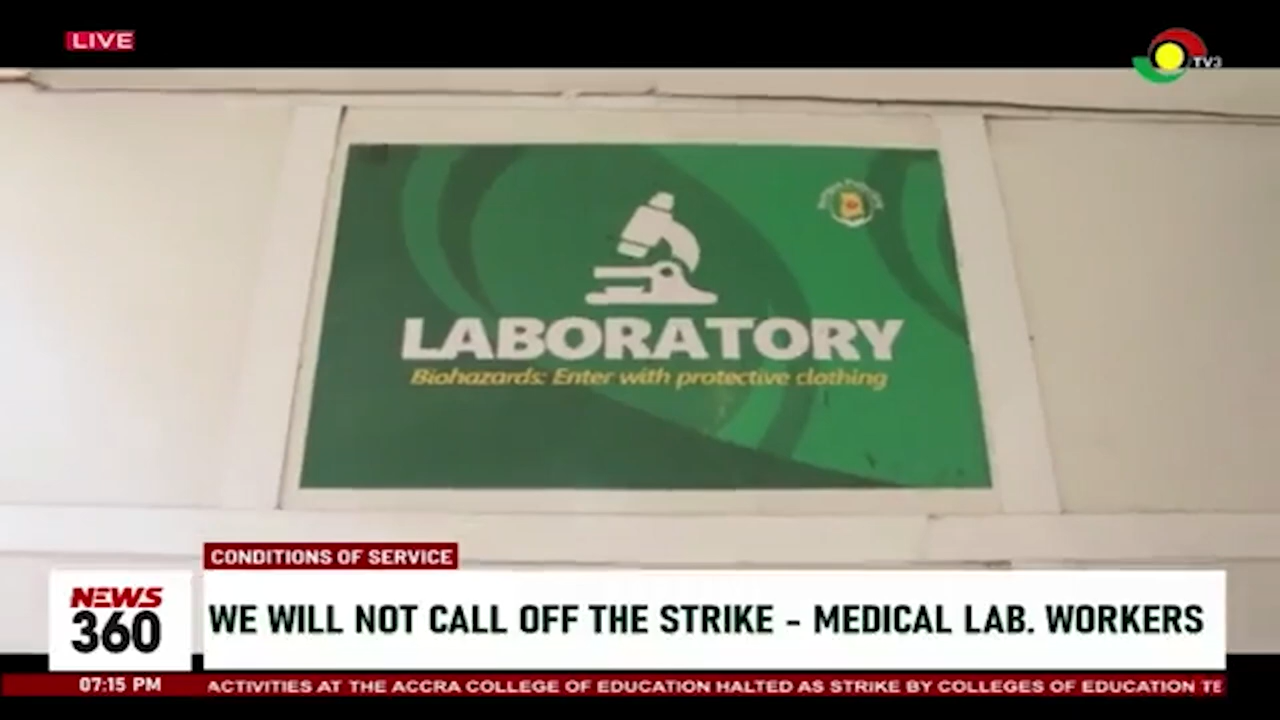 LIVE
TV3
LABORATORY
Biohazards: Enter with protective clothing
CONDITIONS OF SERVICE
NEWS
360
WE WILL NOT CALL OFF THE STRIKE - MEDICAL LAB. WORKERS
07:15 PM
ACTIVITIES AT THE ACCRA COLLEGE OF EDUCATION HALTED AS STRIKE BY COLLEGES OF EDUCATION TE